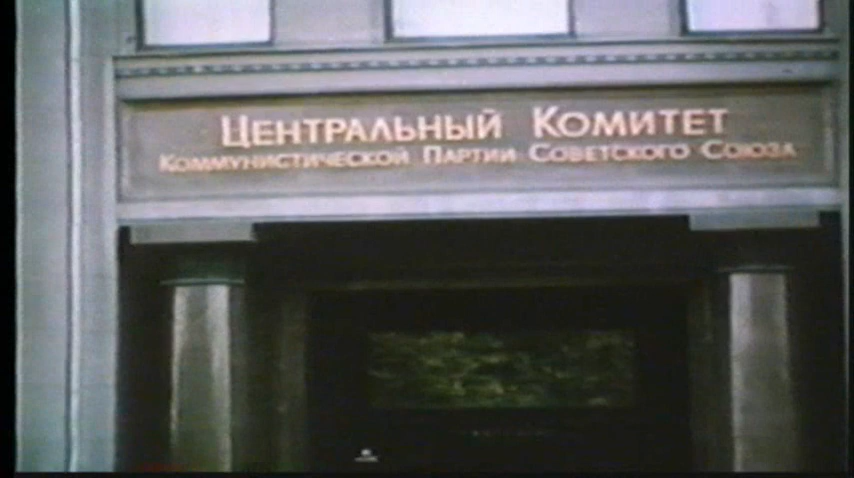 Центральный Комитет
Коммунистической Партии Советского Союза